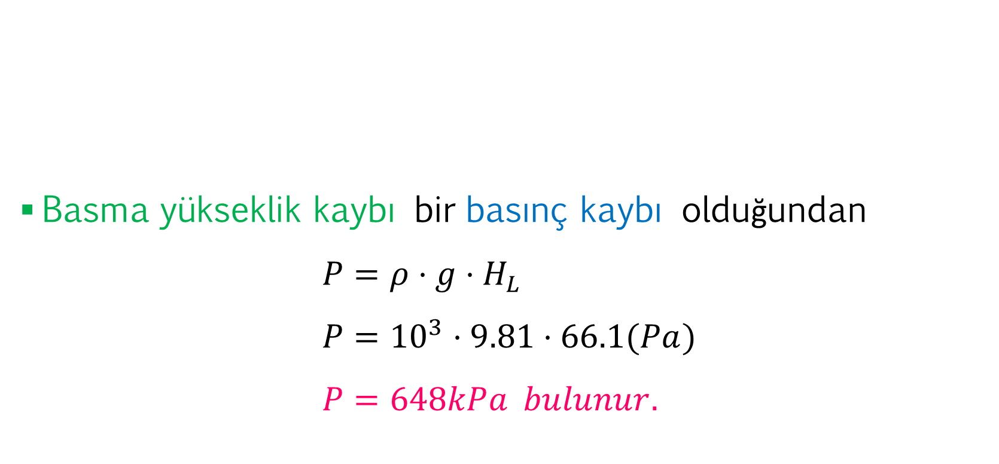 ▪ Basma yükseklik kaybı bir basınç kaybı olduğundan
P = ρ · g · H_L
P = 10³ · 9.81 · 66.1(Pa)
P = 648kPa bulunur.